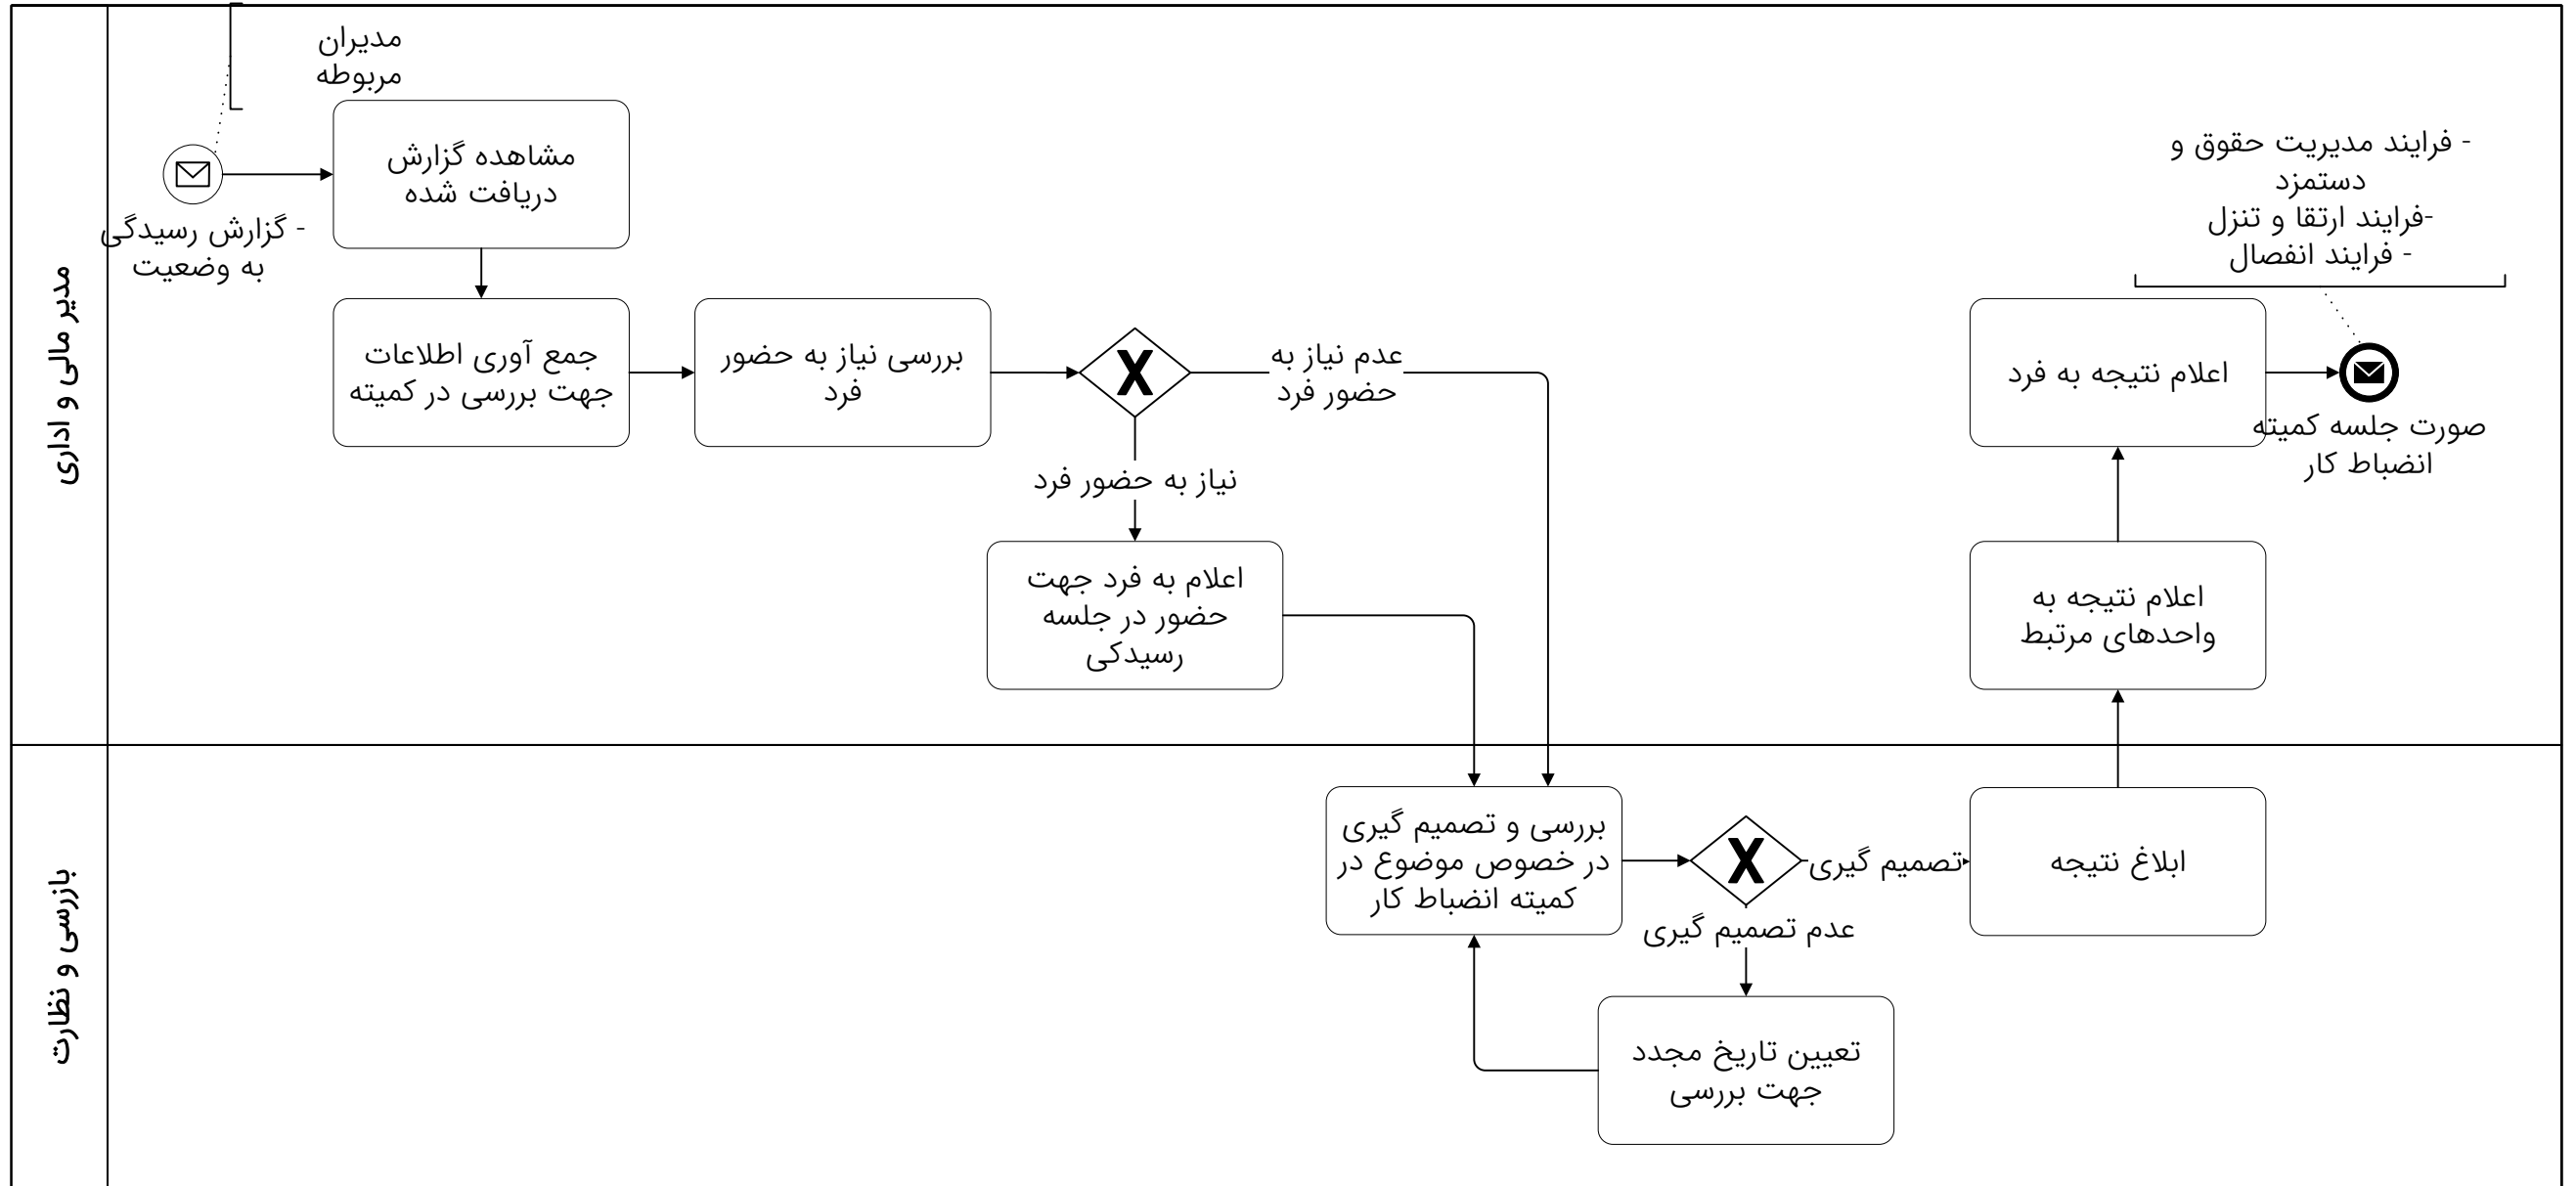 مدیر مالی و اداری
مدیران
مربوطه
- گزارش رسیدگی
به وضعیت
مشاهده گزارش
دریافت شده
جمع آوری اطلاعات
جهت بررسی در کمیته
بررسی نیاز به حضور
فرد
عدم نیاز به
حضور فرد
نیاز به حضور فرد
اعلام به فرد جهت
حضور در جلسه
رسیدکی
- فرایند مدیریت حقوق و
دستمزد
-فرایند ارتقا و تنزل
- فرایند انفصال
اعلام نتیجه به فرد
صورت جلسه کمیته
انضباط کار
اعلام نتیجه به
واحدهای مرتبط
بازرسی و نظارت
بررسی و تصمیم گیری
در خصوص موضوع در
کمیته انضباط کار
تصمیم گیری
ابلاغ نتیجه
عدم تصمیم گیری
تعیین تاریخ مجدد
جهت بررسی